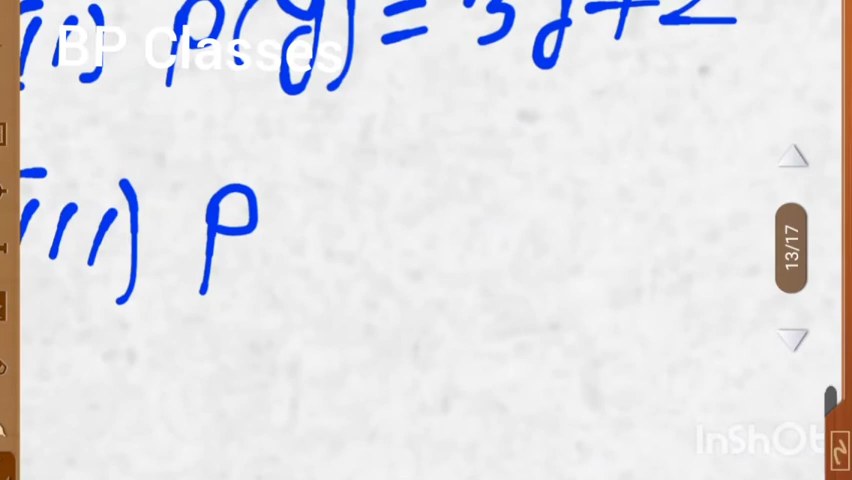 ii) p(y) = 3y+2
BP Classes
iii) P
13/17
InShOt